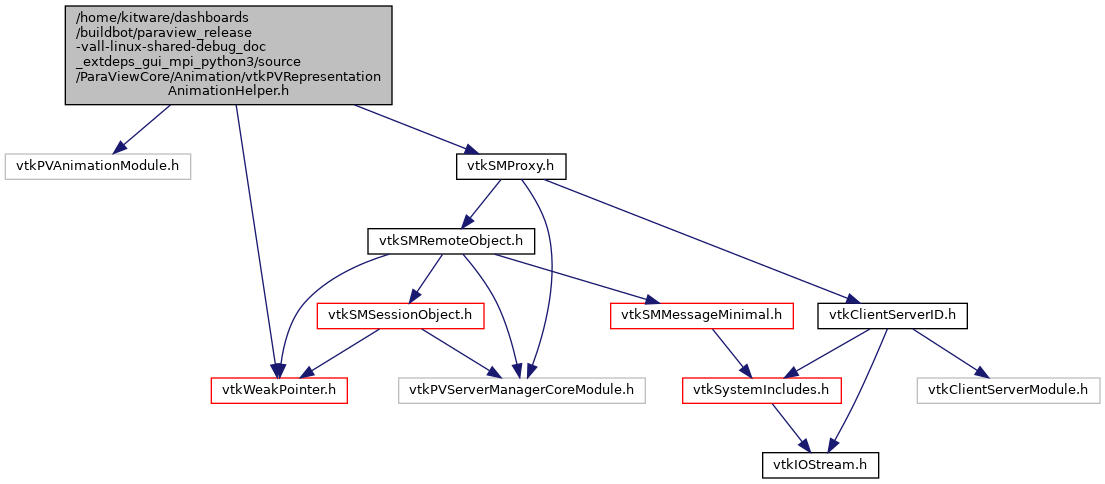 /home/kitware/dashboards
/buildbot/paraview_release
-vall-linux-shared-debug_doc
_extdeps_gui_mpi_python3/source
/ParaViewCore/Animation/vtkPVRepresentation
AnimationHelper.h
vtkPVAnimationModule.h
vtkSMProxy.h
vtkSMRemoteObject.h
vtkSMSessionObject.h
vtkSMMessageMinimal.h
vtkClientServerID.h
vtkWeakPointer.h
vtkPVServerManagerCoreModule.h
vtkSystemIncludes.h
vtkClientServerModule.h
vtkIOStream.h